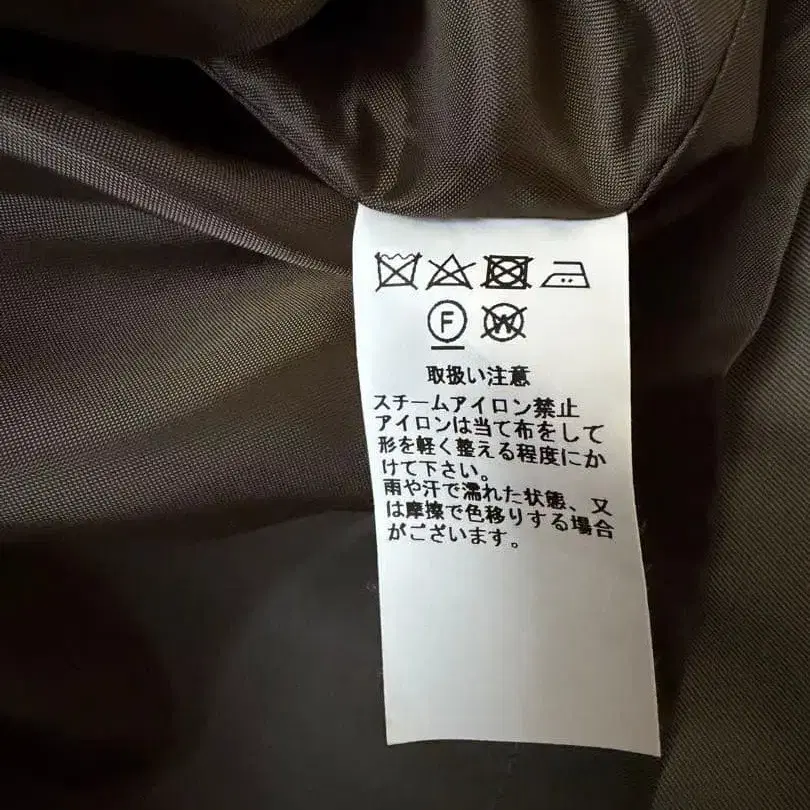 F
W
取扱い注意
スチームアイロン禁止
アイロンは当て布をして
形を軽く整える程度にか
けて下さい。
雨や汗で濡れた状態、又
は摩擦で色移りする場合
がございます。